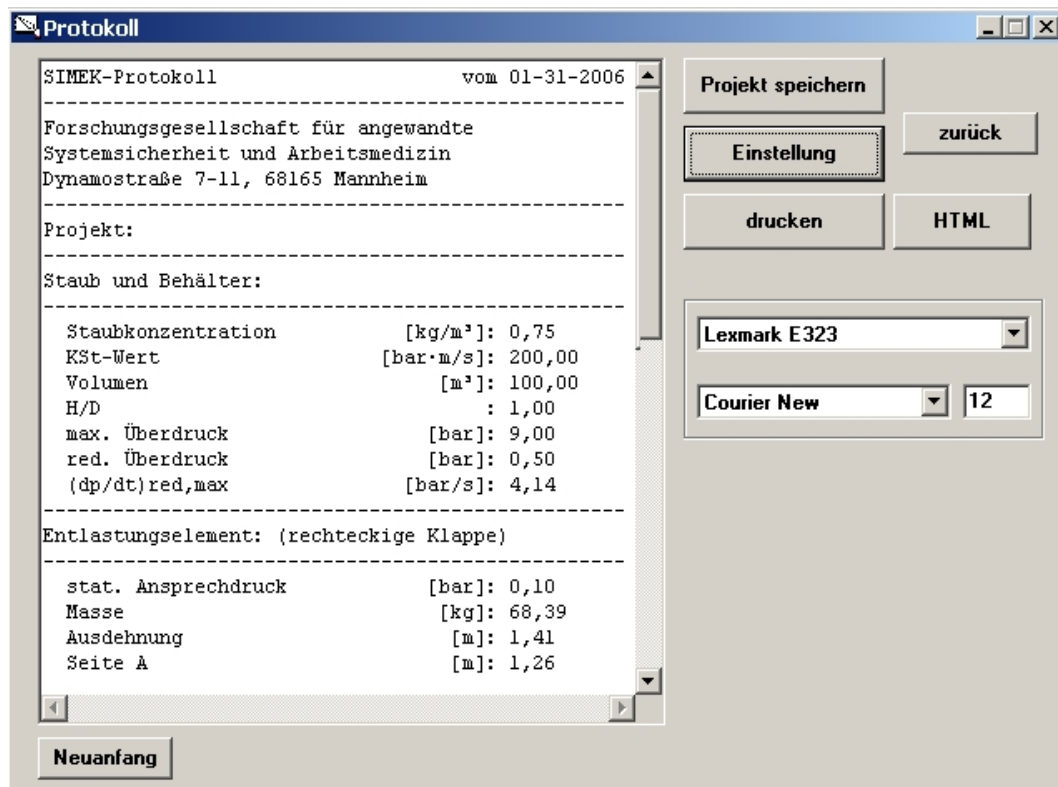 Protokoll
SIMEK-Protokoll vom 01-31-2006
-------------------------------------------------
Forschungsgesellschaft für angewandte
Systemsicherheit und Arbeitsmedizin
Dynamostraße 7-11, 68165 Mannheim
-------------------------------------------------
Projekt:
-------------------------------------------------
Staub und Behälter:
-------------------------------------------------
Staubkonzentration [kg/m³]: 0,75
KSt-Wert [bar·m/s]: 200,00
Volumen [m³]: 100,00
H/D : 1,00
max. Überdruck [bar]: 9,00
red. Überdruck [bar]: 0,50
(dp/dt)red,max [bar/s]: 4,14
-------------------------------------------------
Entlastungselement: (rechteckige Klappe)
-------------------------------------------------
stat. Ansprechdruck [bar]: 0,10
Masse [kg]: 68,39
Ausdehnung [m]: 1,41
Seite A [m]: 1,26
Projekt speichern
zurück
Einstellung
drucken
HTML
Lexmark E323
Courier New 12
Neuanfang